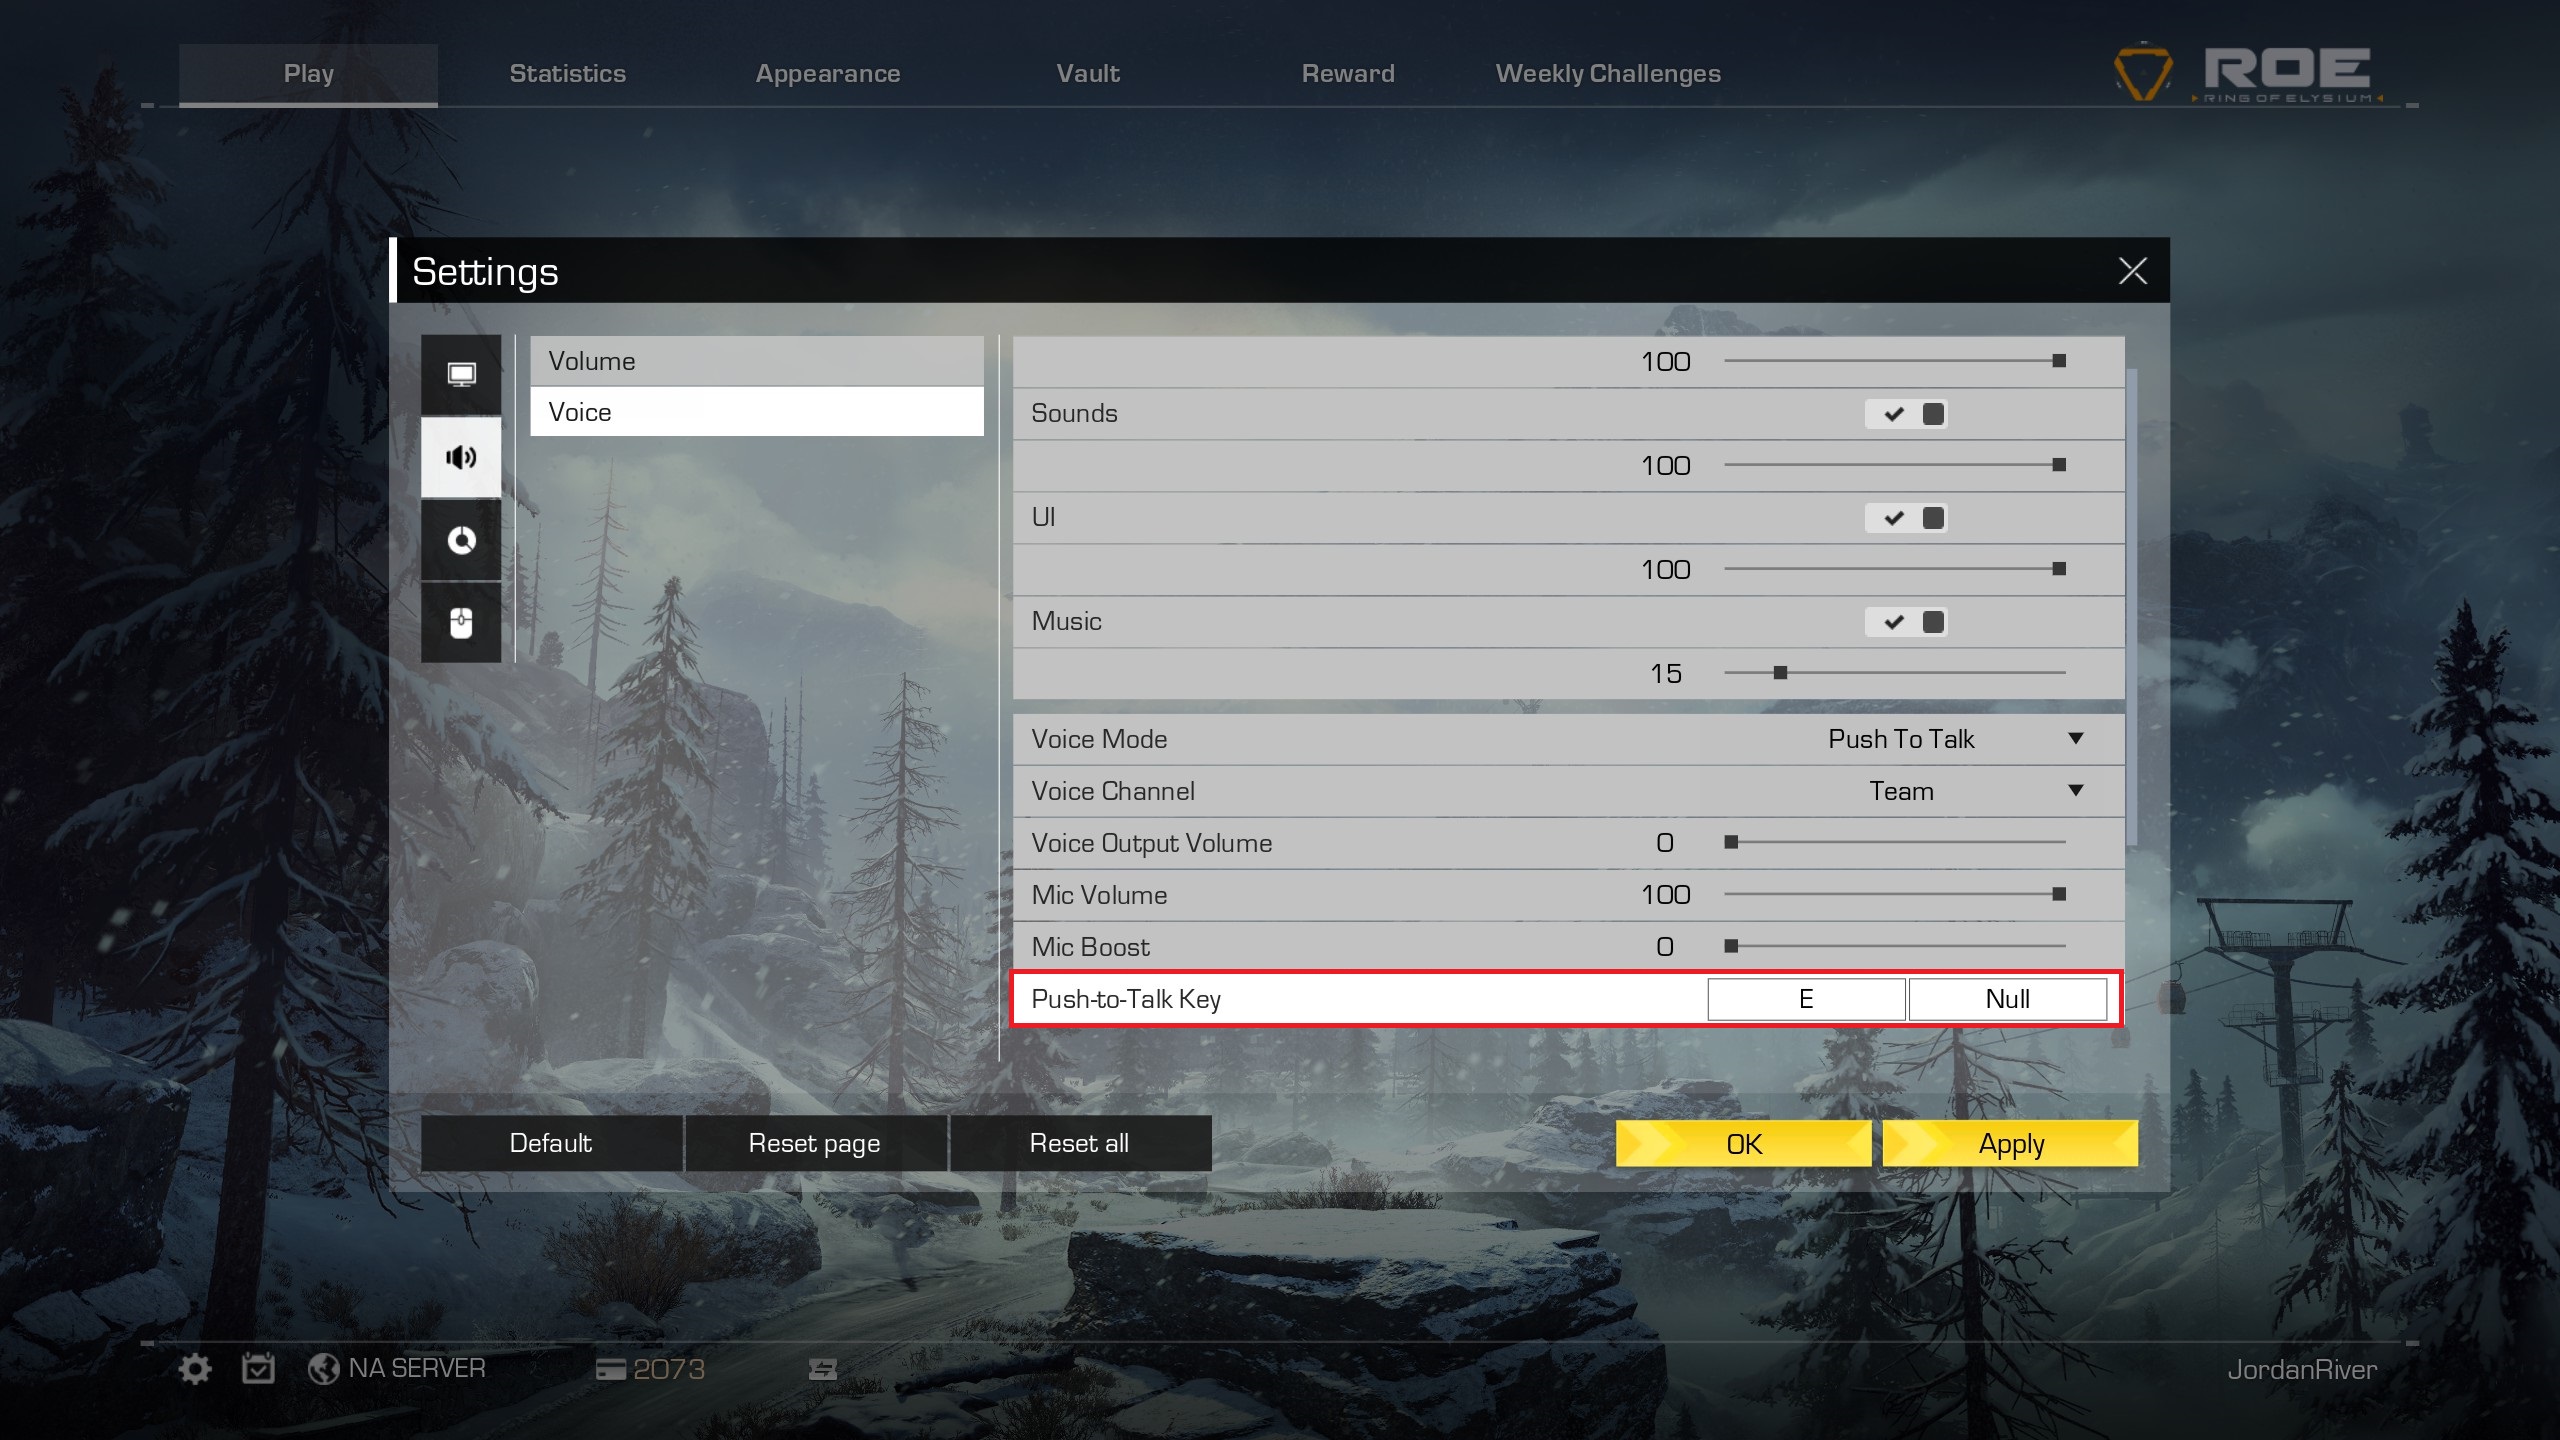 Play Statistics Appearance Vault Reward Weekly Challenges ROE
RING OF ELYSIUM
Settings
Volume
Voice
100
Sounds
100
UI
100
Music
15
Voice Mode Push To Talk
Voice Channel Team
Voice Output Volume 0
Mic Volume 100
Mic Boost 0
Push-to-Talk Key E Null
Default Reset page Reset all OK Apply
NA SERVER 2073 JordanRiver